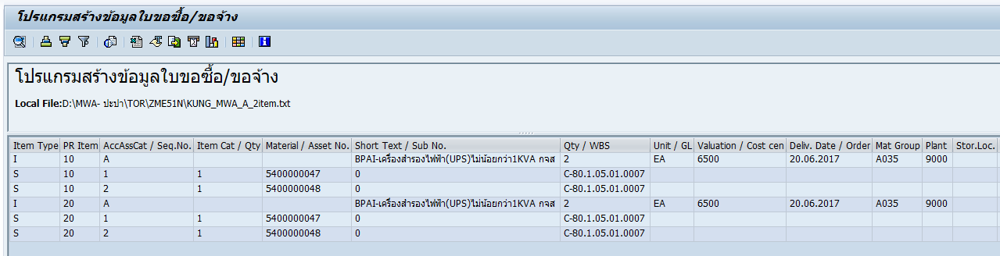 โปรแกรมสร้างข้อมูลใบขอซื้อ/ขอจ้าง
โปรแกรมสร้างข้อมูลใบขอซื้อ/ขอจ้าง
Local File:D:\MWA- ปะปา\TOR\ZME51N\KUNG_MWA_A_2item.txt
Item Type PR Item AccAssCat / Seq.No. Item Cat / Qty Material / Asset No. Short Text / Sub No. Qty / WBS Unit / GL Valuation / Cost cen Deliv. Date / Order Mat Group Plant Stor.Loc.
I 10 A BPAI-เครื่องสำรองไฟฟ้า(UPS)ไม่น้อยกว่า1KVA กจส 2 EA 6500 20.06.2017 A035 9000
S 10 1 1 5400000047 0 C-80.1.05.01.0007
S 10 2 1 5400000048 0 C-80.1.05.01.0007
I 20 A BPAI-เครื่องสำรองไฟฟ้า(UPS)ไม่น้อยกว่า1KVA กจส 2 EA 6500 20.06.2017 A035 9000
S 20 1 1 5400000047 0 C-80.1.05.01.0007
S 20 2 1 5400000048 0 C-80.1.05.01.0007